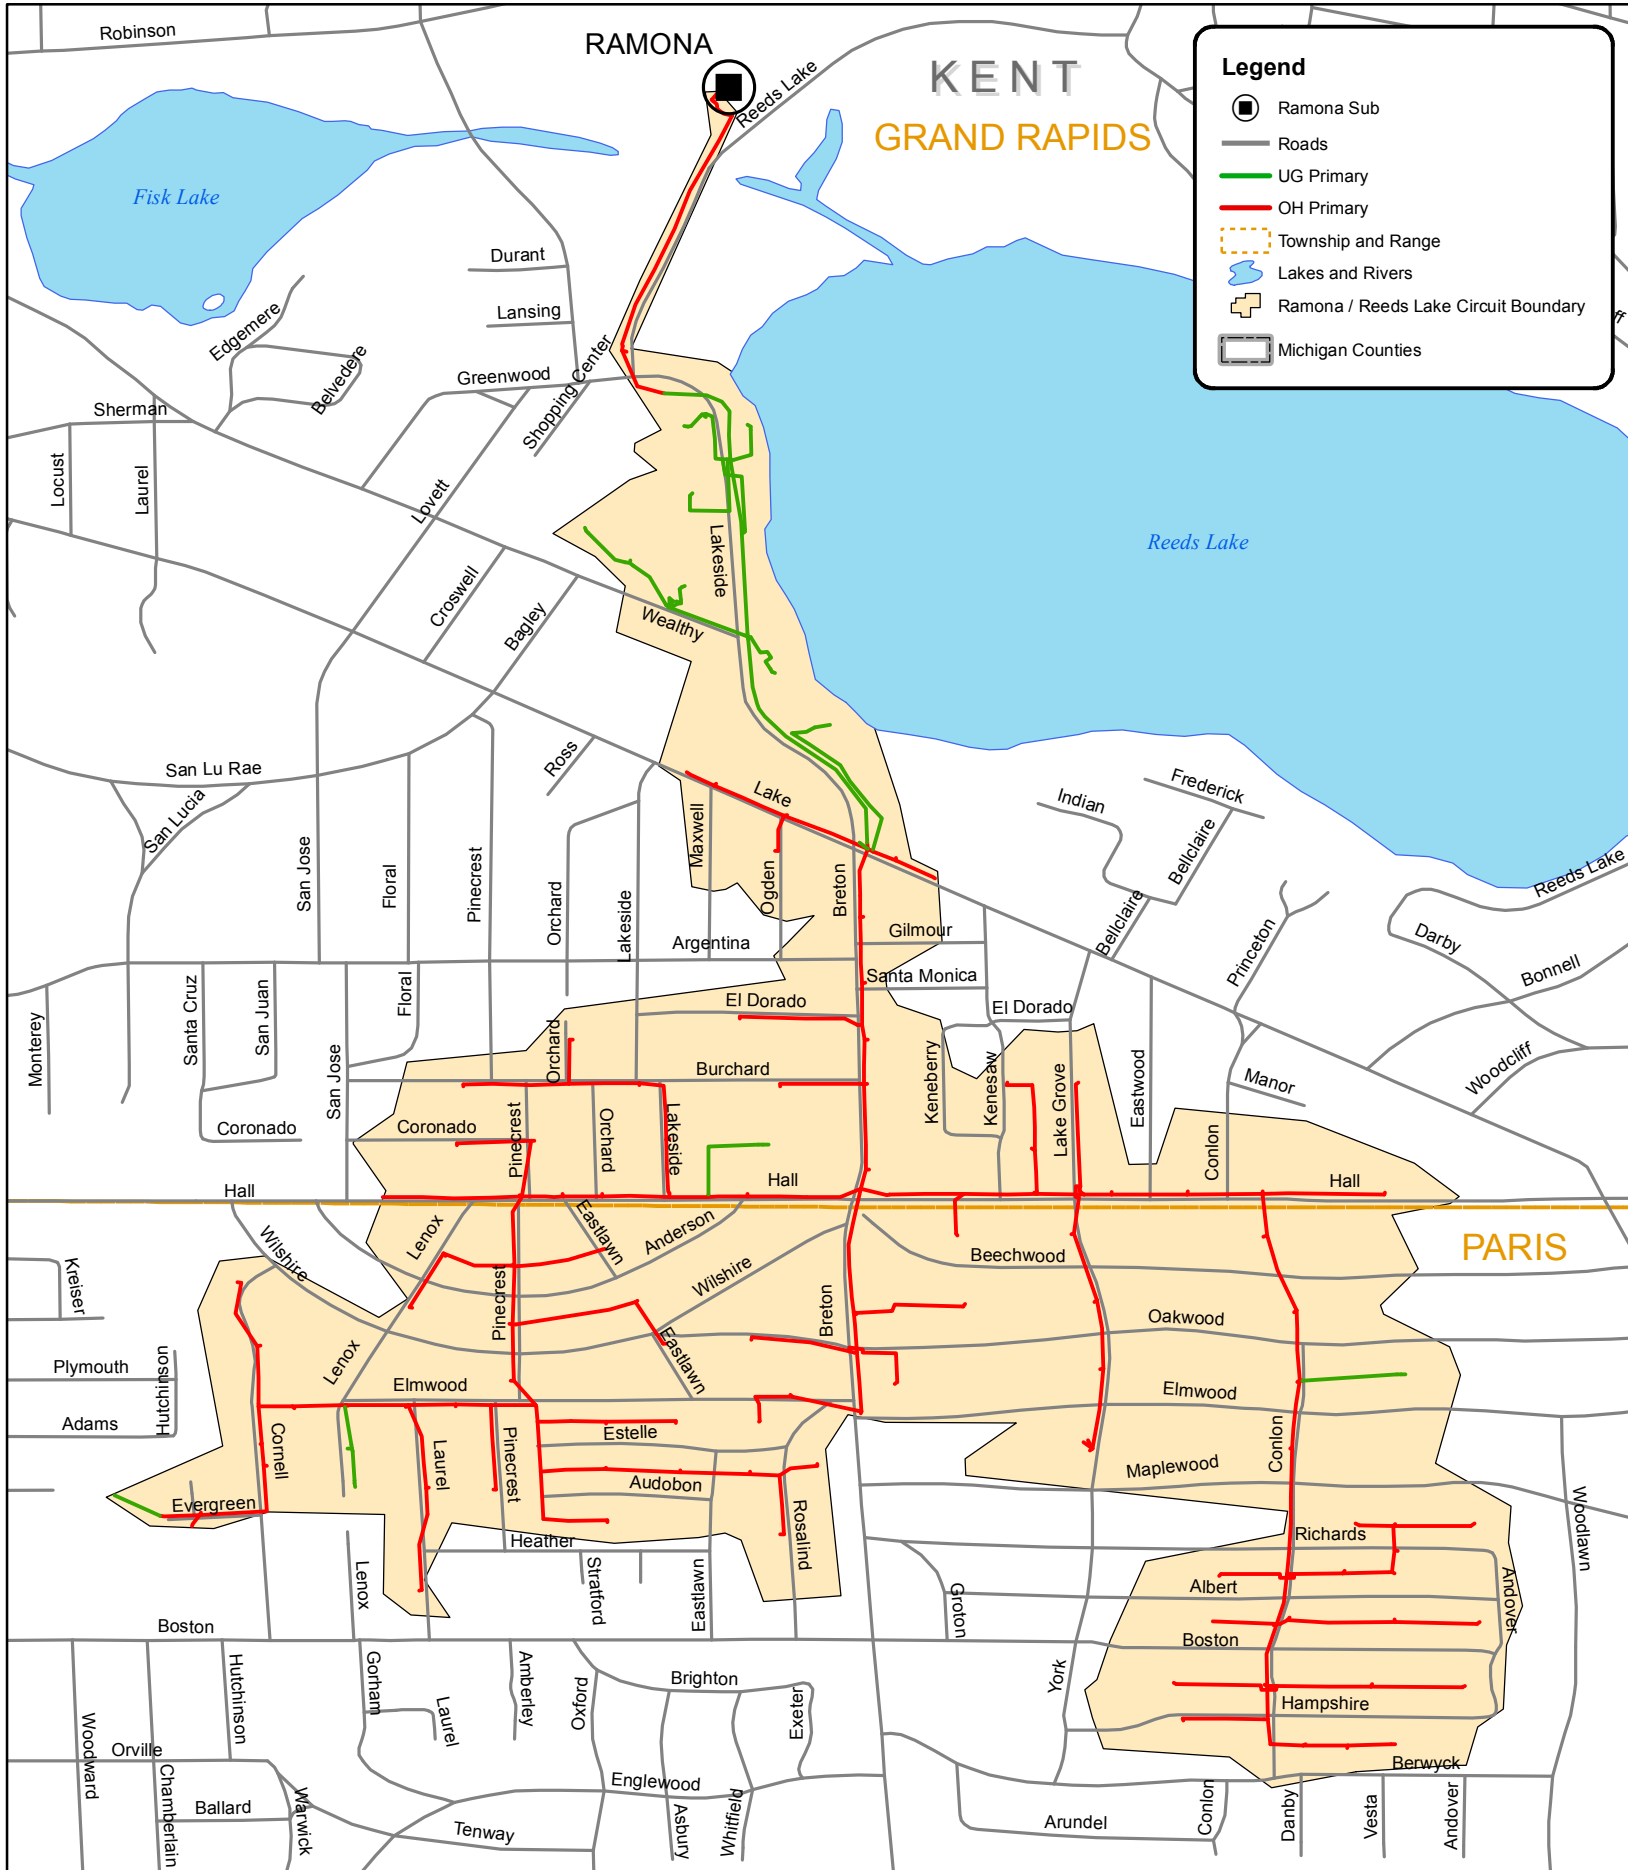 Robinson
RAMONA
Reeds Lake
KENT
GRAND RAPIDS
Legend
Ramona Sub
Roads
UG Primary
OH Primary
Township and Range
Lakes and Rivers
Ramona / Reeds Lake Circuit Boundary
Michigan Counties
Fisk Lake
Durant
Lansing
Edgemere
Belvedere
Greenwood
Shopping Center
Sherman
Locust
Laurel
Lovett
Croswell
Bagley
Lakeside
Wealthy
Reeds Lake
San Lu Rae
San Lucia
Ross
Lake
Maxwell
Ogden
Breton
San Jose
Floral
Pinecrest
Orchard
Lakeside
Argentina
Gilmour
Santa Monica
Indian
Frederick
Bellclaire
Bellclaire
Princeton
Reeds Lake
Darby
Bonnell
Woodcliff
Monterey
Santa Cruz
San Juan
Floral
San Jose
El Dorado
El Dorado
Orchard
Burchard
Keneberry
Kenesaw
Lake Grove
Eastwood
Manor
Conlon
Coronado
Coronado
Pinecrest
Orchard
Lakeside
Hall
Hall
Hall
PARIS
Lenox
Eastlawn
Anderson
Wilshire
Wilshire
Beechwood
Kreiser
Pinecrest
Breton
Oakwood
Plymouth
Hutchinson
Lenox
Eastlawn
Elmwood
Elmwood
Adams
Cornell
Laurel
Pinecrest
Estelle
Audobon
Rosalind
Conlon
Maplewood
Evergreen
Heather
Richards
Woodlawn
Lenox
Stratford
Eastlawn
Groton
Albert
Andover
Boston
Boston
Hutchinson
Gorham
Laurel
Amberley
Oxford
Brighton
Exeter
York
Hampshire
Woodward
Orville
Chamberlain
Ballard
Warwick
Tenway
Englewood
Asbury
Whitfield
Berwyck
Arundel
Conlon
Danby
Vesta
Andover